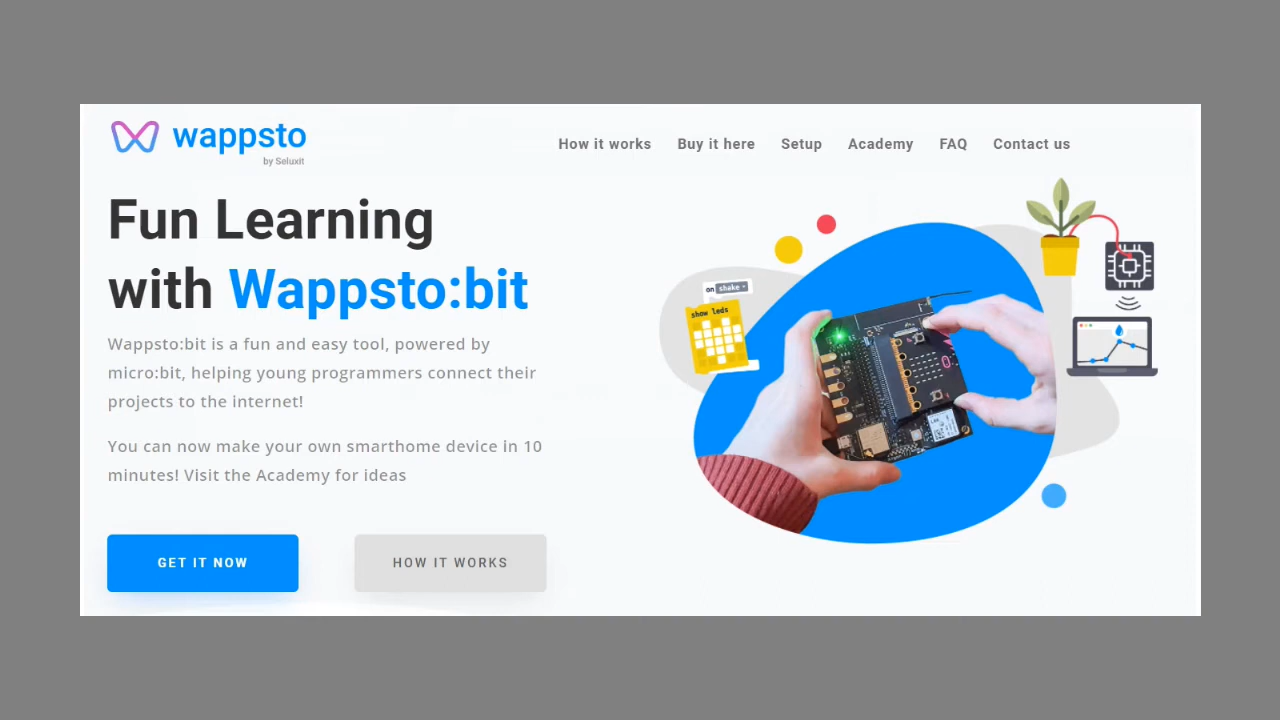 wappsto
by Seluxit
How it works Buy it here Setup Academy FAQ Contact us
Fun Learning
with Wappsto:bit
Wappsto:bit is a fun and easy tool, powered by
micro:bit, helping young programmers connect their
projects to the internet!
You can now make your own smarthome device in 10
minutes! Visit the Academy for ideas
GET IT NOW
HOW IT WORKS
on shake
show leds